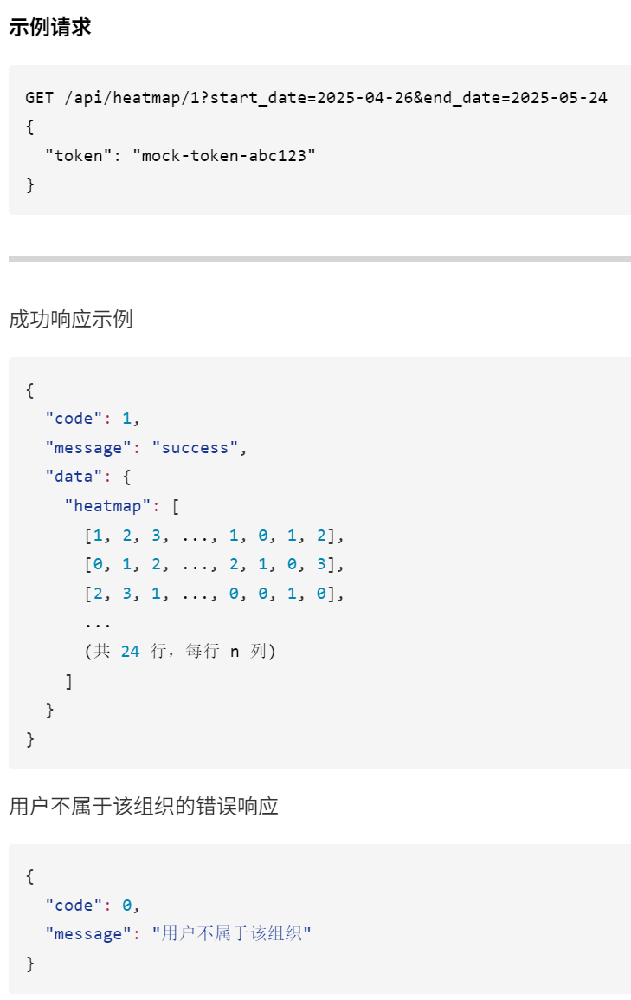 示例请求
GET /api/heatmap/1?start_date=2025-04-26&end_date=2025-05-24
{
  "token": "mock-token-abc123"
}
成功响应示例
{
  "code": 1,
  "message": "success",
  "data": {
    "heatmap": [
      [1, 2, 3, ..., 1, 0, 1, 2],
      [0, 1, 2, ..., 2, 1, 0, 3],
      [2, 3, 1, ..., 0, 0, 1, 0],
      ...
      (共 24 行，每行 n 列)
    ]
  }
}
用户不属于该组织的错误响应
{
  "code": 0,
  "message": "用户不属于该组织"
}